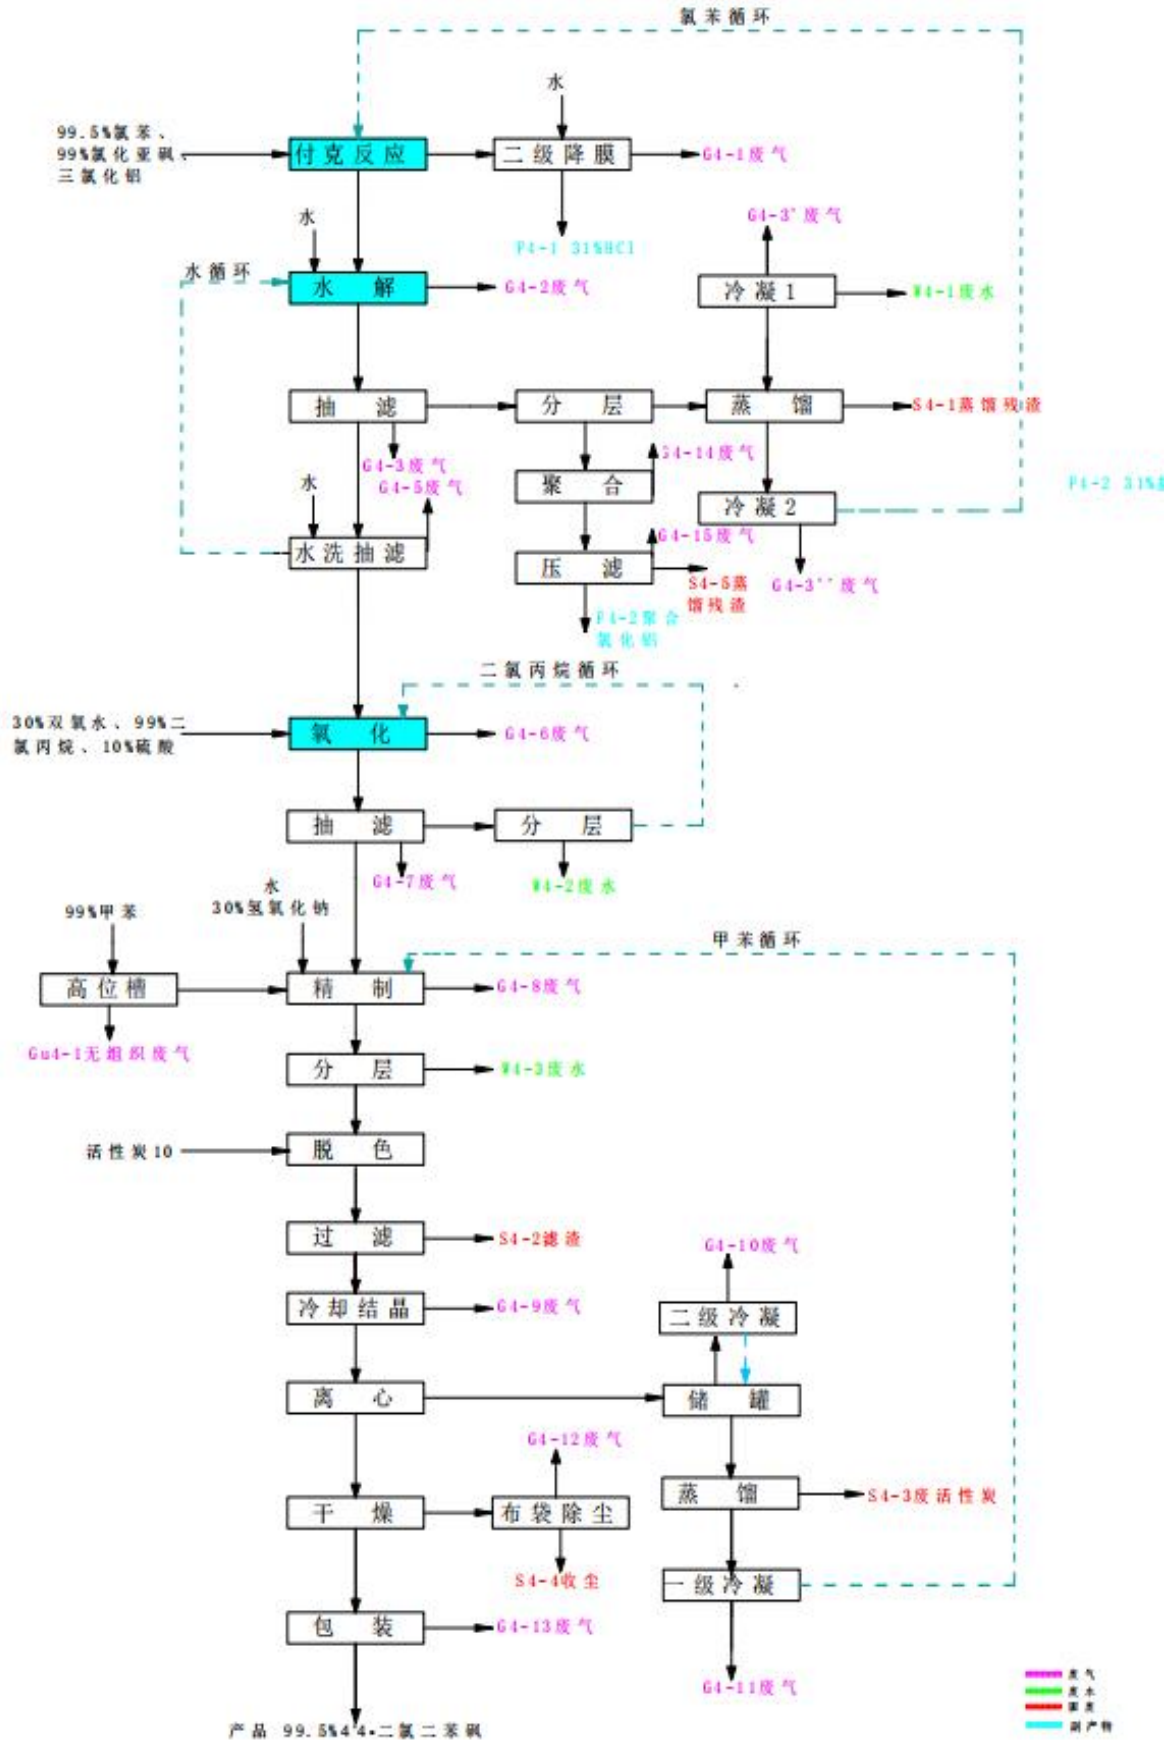 氯苯循环
水
99.5%氯苯、
99%氯化亚砜、
三氯化铝
付克反应
二级降膜
G4-1废气
F4-1 31%HCl
水
水循环
水 解
G4-2废气
G4-3'废气
冷凝1
W4-1废水
抽 滤
分 层
蒸 馏
S4-1蒸馏残渣
G4-3废气
G4-14废气
水
G4-5废气
聚 合
冷凝2
F4-2 31%
水洗抽滤
G4-15废气
压 滤
S4-5蒸
馏残渣
G4-3''废气
F4-2聚合
氯化铝
二氯丙烷循环
30%双氧水、99%二
氯丙烷、10%硫酸
氧 化
G4-6废气
抽 滤
分 层
G4-7废气
W4-2废水
水
30%氢氧化钠
99%甲苯
甲苯循环
高位槽
精 制
G4-8废气
Gu4-1无组织废气
分 层
W4-3废水
活性炭10
脱 色
过 滤
S4-2滤渣
G4-10废气
冷却结晶
G4-9废气
二级冷凝
离 心
储 罐
G4-12废气
蒸 馏
S4-3废活性炭
干 燥
布袋除尘
S4-4收尘
一级冷凝
包 装
G4-13废气
G4-11废气
产品 99.5%44-二氯二苯砜
废气
废水
固废
副产物